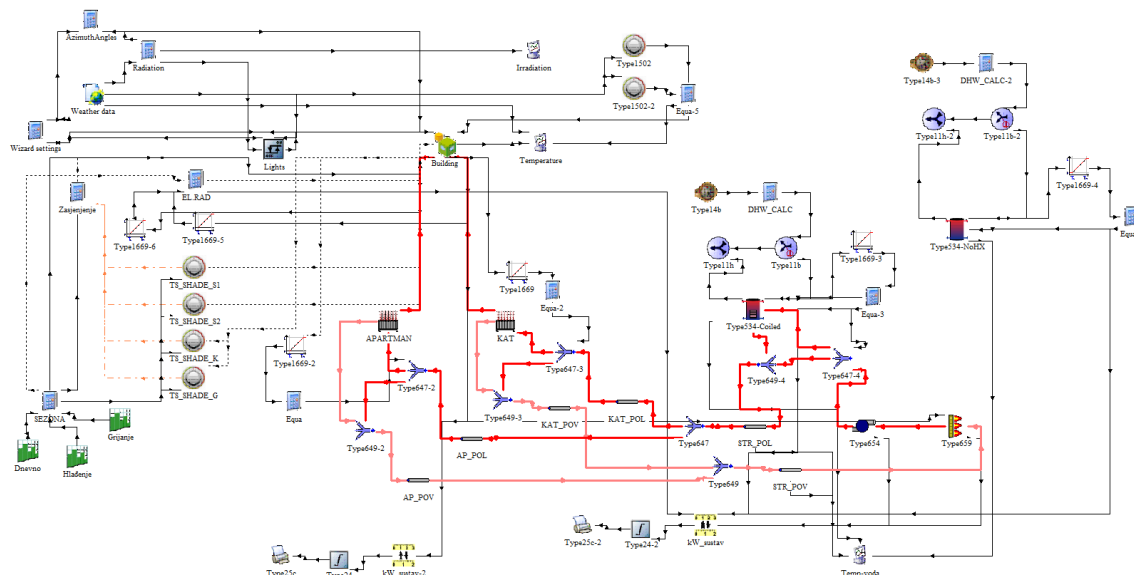 AzimuthAngles
Radiation
Irradiation
Type1502
Type14b-3
DHW_CALC-2
Weather data
Type1502-2
Equa-5
Type11h-2
Type11b-2
Wizard settings
Lights
Building
Temperature
Type1669-4
Zasjenjenje
EL.RAD
Type14b
DHW_CALC
Equa
Type1669-6
Type1669-5
Type534-NoHX
Type11h
Type11b
Type1669-3
TS_SHADE_S1
Type1669
Equa-2
Equa-3
TS_SHADE_S2
Type534-Coiled
APARTMAN
KAT
TS_SHADE_K
Type1669-2
Type647-2
Type647-3
Type649-4
Type647-4
TS_SHADE_G
SEZONA
Equa
Type649-3
KAT_POV
KAT_POL
Grijanje
Type649-2
AP_POL
Type647
STR_POL
Type654
Type659
Dnevno
Hlađenje
Type649
STR_POV
AP_POV
Type25c-2
Type24-2
kW_sustav
Type25c
Type24
kW_sustav-2
Temp-voda